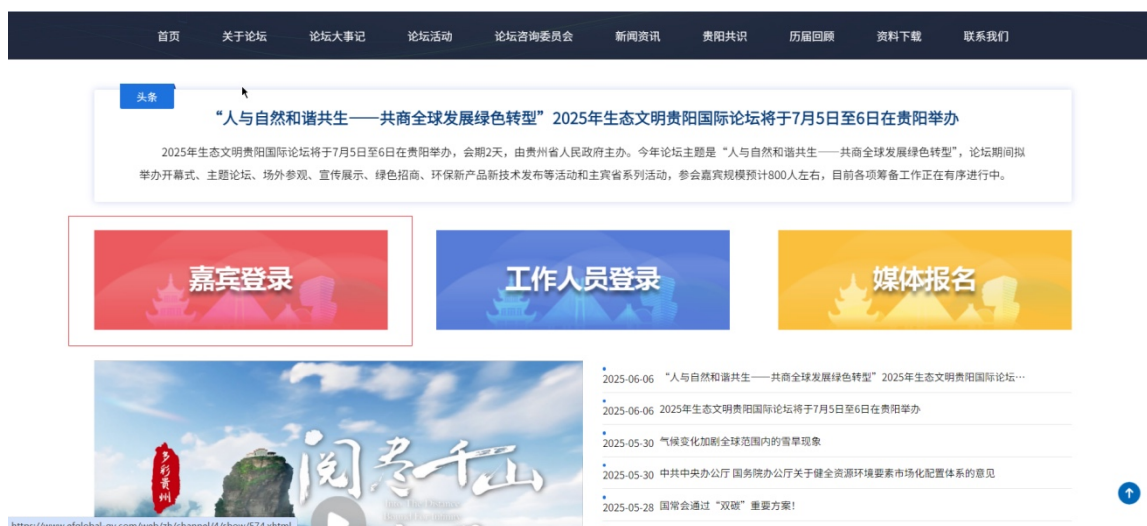 首页 关于论坛 论坛大事记 论坛活动 论坛咨询委员会 新闻资讯 贵阳共识 历届回顾 资料下载 联系我们
头条
“人与自然和谐共生——共商全球发展绿色转型”2025年生态文明贵阳国际论坛将于7月5日至6日在贵阳举办
2025年生态文明贵阳国际论坛将于7月5日至6日在贵阳举办，会期2天，由贵州省人民政府主办。今年论坛主题是“人与自然和谐共生——共商全球发展绿色转型”，论坛期间拟
举办开幕式、主题论坛、场外参观、宣传展示、绿色招商、环保新产品新技术发布等活动和主宾省系列活动，参会嘉宾规模预计800人左右，目前各项筹备工作正在有序进行中。
嘉宾登录 工作人员登录 媒体报名
2025-06-06 “人与自然和谐共生——共商全球发展绿色转型”2025年生态文明贵阳国际论坛…
2025-06-06 2025年生态文明贵阳国际论坛将于7月5日至6日在贵阳举办
2025-05-30 气候变化加剧全球范围内的雪旱现象
2025-05-30 中共中央办公厅 国务院办公厅关于健全资源环境要素市场化配置体系的意见
2025-05-28 国常会通过“双碳”重要方案！
多彩贵州
阅尽千山